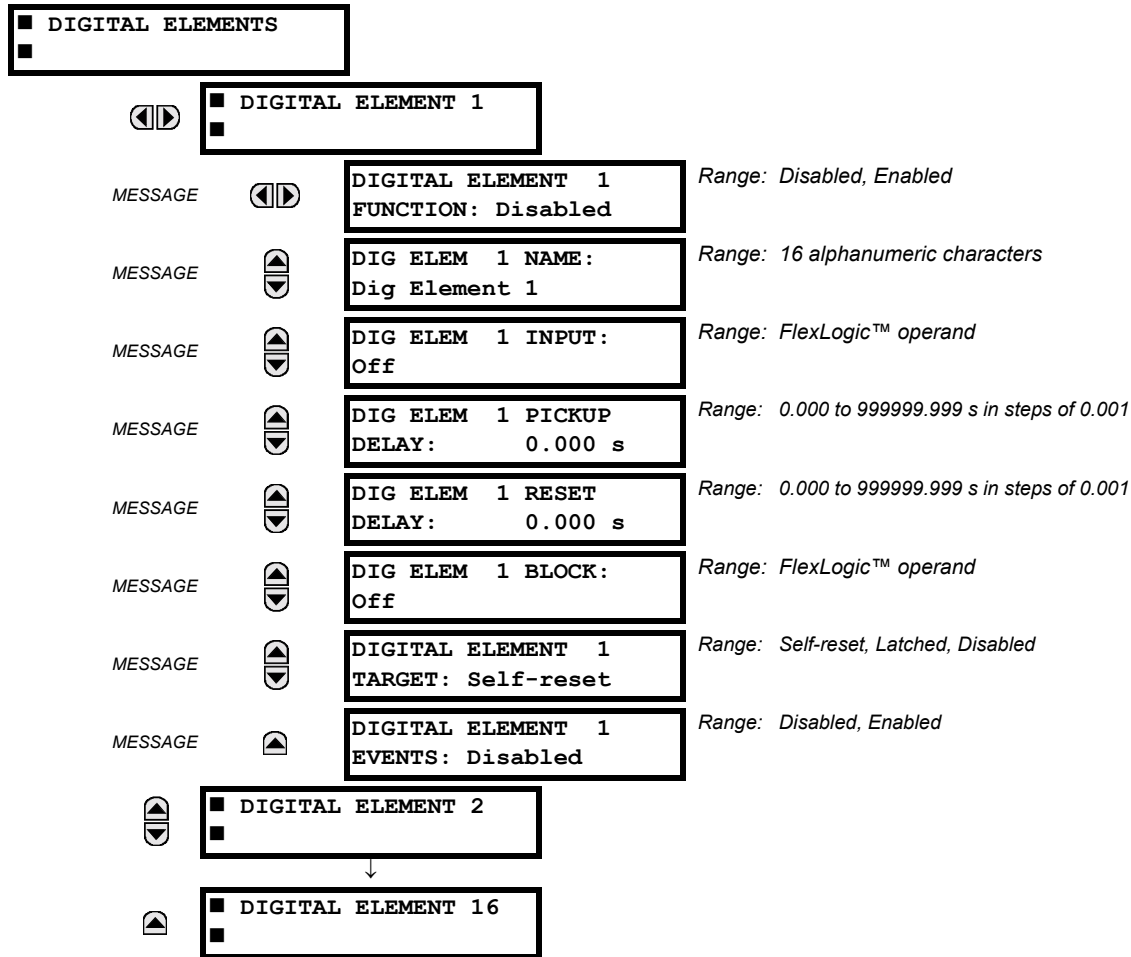 ■ DIGITAL ELEMENTS
■
■ DIGITAL ELEMENT 1
■
MESSAGE
DIGITAL ELEMENT 1
FUNCTION: Disabled
Range: Disabled, Enabled
MESSAGE
DIG ELEM 1 NAME:
Dig Element 1
Range: 16 alphanumeric characters
MESSAGE
DIG ELEM 1 INPUT:
Off
Range: FlexLogic™ operand
MESSAGE
DIG ELEM 1 PICKUP
DELAY: 0.000 s
Range: 0.000 to 999999.999 s in steps of 0.001
MESSAGE
DIG ELEM 1 RESET
DELAY: 0.000 s
Range: 0.000 to 999999.999 s in steps of 0.001
MESSAGE
DIG ELEM 1 BLOCK:
Off
Range: FlexLogic™ operand
MESSAGE
DIGITAL ELEMENT 1
TARGET: Self-reset
Range: Self-reset, Latched, Disabled
MESSAGE
DIGITAL ELEMENT 1
EVENTS: Disabled
Range: Disabled, Enabled
■ DIGITAL ELEMENT 2
■
↓
■ DIGITAL ELEMENT 16
■